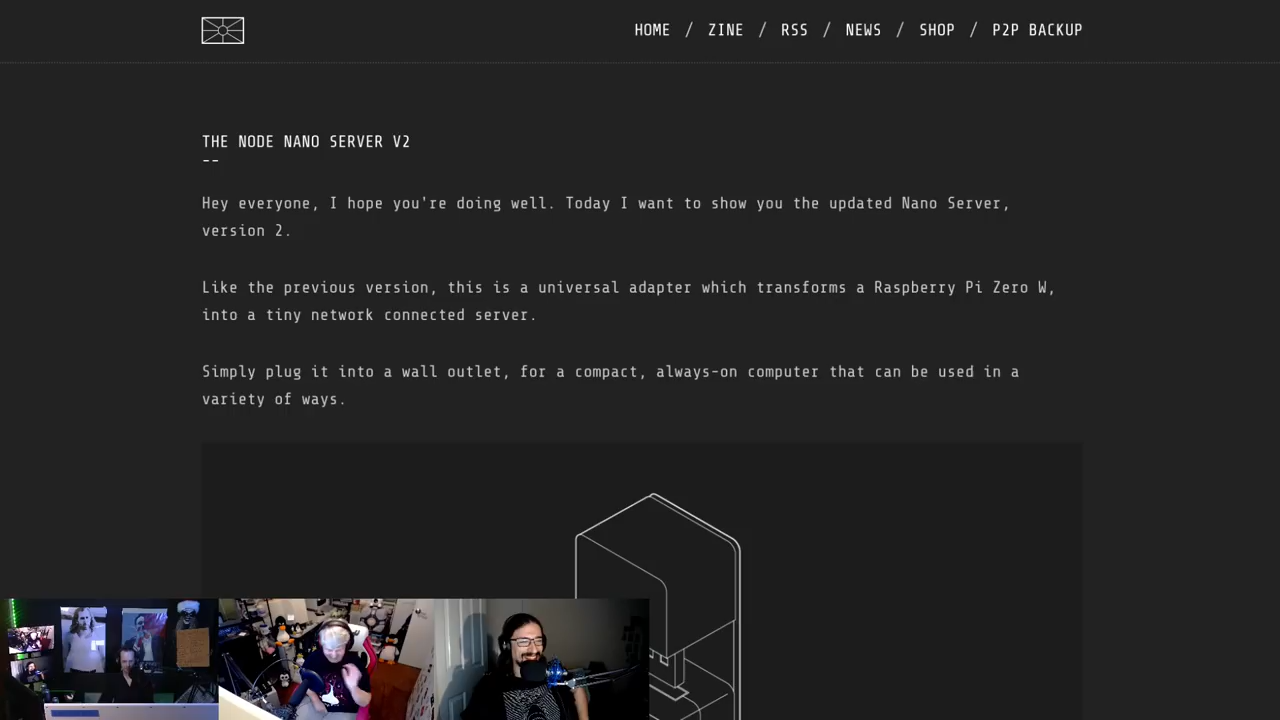 HOME / ZINE / RSS / NEWS / SHOP / P2P BACKUP
THE NODE NANO SERVER V2
--
Hey everyone, I hope you're doing well. Today I want to show you the updated Nano Server,
version 2.
Like the previous version, this is a universal adapter which transforms a Raspberry Pi Zero W,
into a tiny network connected server.
Simply plug it into a wall outlet, for a compact, always-on computer that can be used in a
variety of ways.